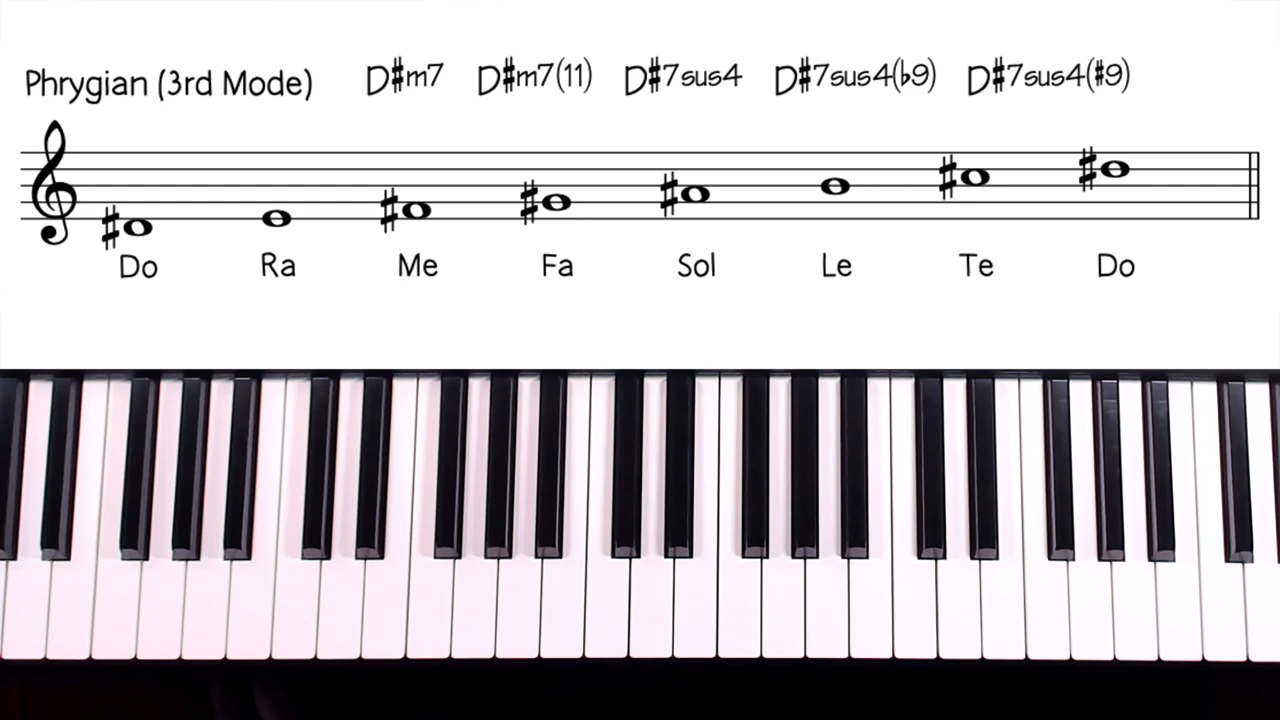 Phrygian (3rd Mode) D#m7 D#m7(11) D#7sus4 D#7sus4(♭9) D#7sus4(#9)
Do Ra Me Fa Sol Le Te Do